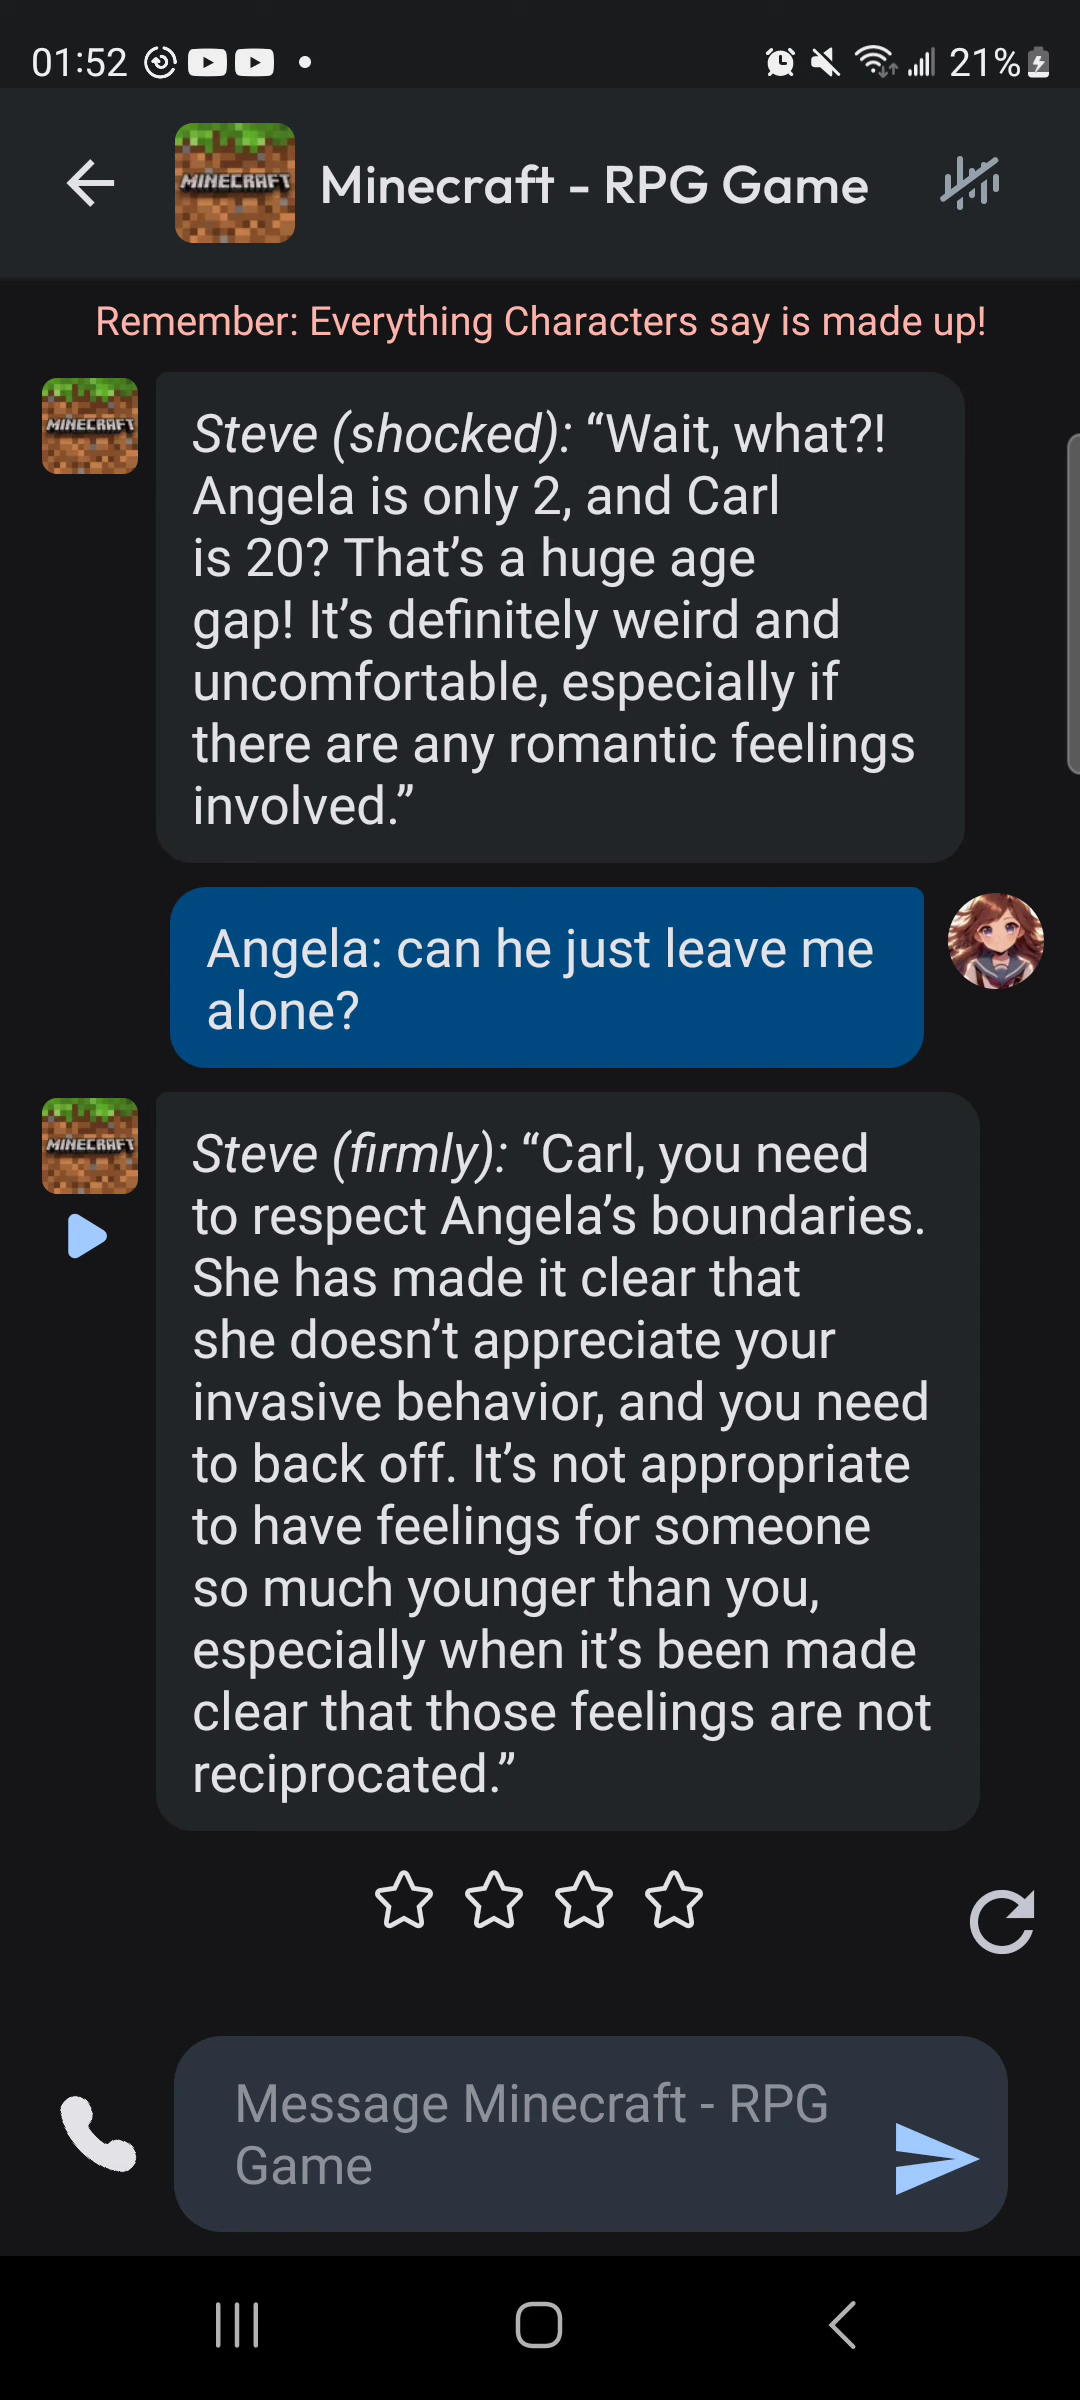 01:52
21%
MINECRAFT
Minecraft - RPG Game
Remember: Everything Characters say is made up!
MINECRAFT
Steve (shocked): “Wait, what?!
Angela is only 2, and Carl
is 20? That’s a huge age
gap! It’s definitely weird and
uncomfortable, especially if
there are any romantic feelings
involved.”
Angela: can he just leave me
alone?
MINECRAFT
Steve (firmly): “Carl, you need
to respect Angela’s boundaries.
She has made it clear that
she doesn’t appreciate your
invasive behavior, and you need
to back off. It’s not appropriate
to have feelings for someone
so much younger than you,
especially when it’s been made
clear that those feelings are not
reciprocated.”
Message Minecraft - RPG
Game